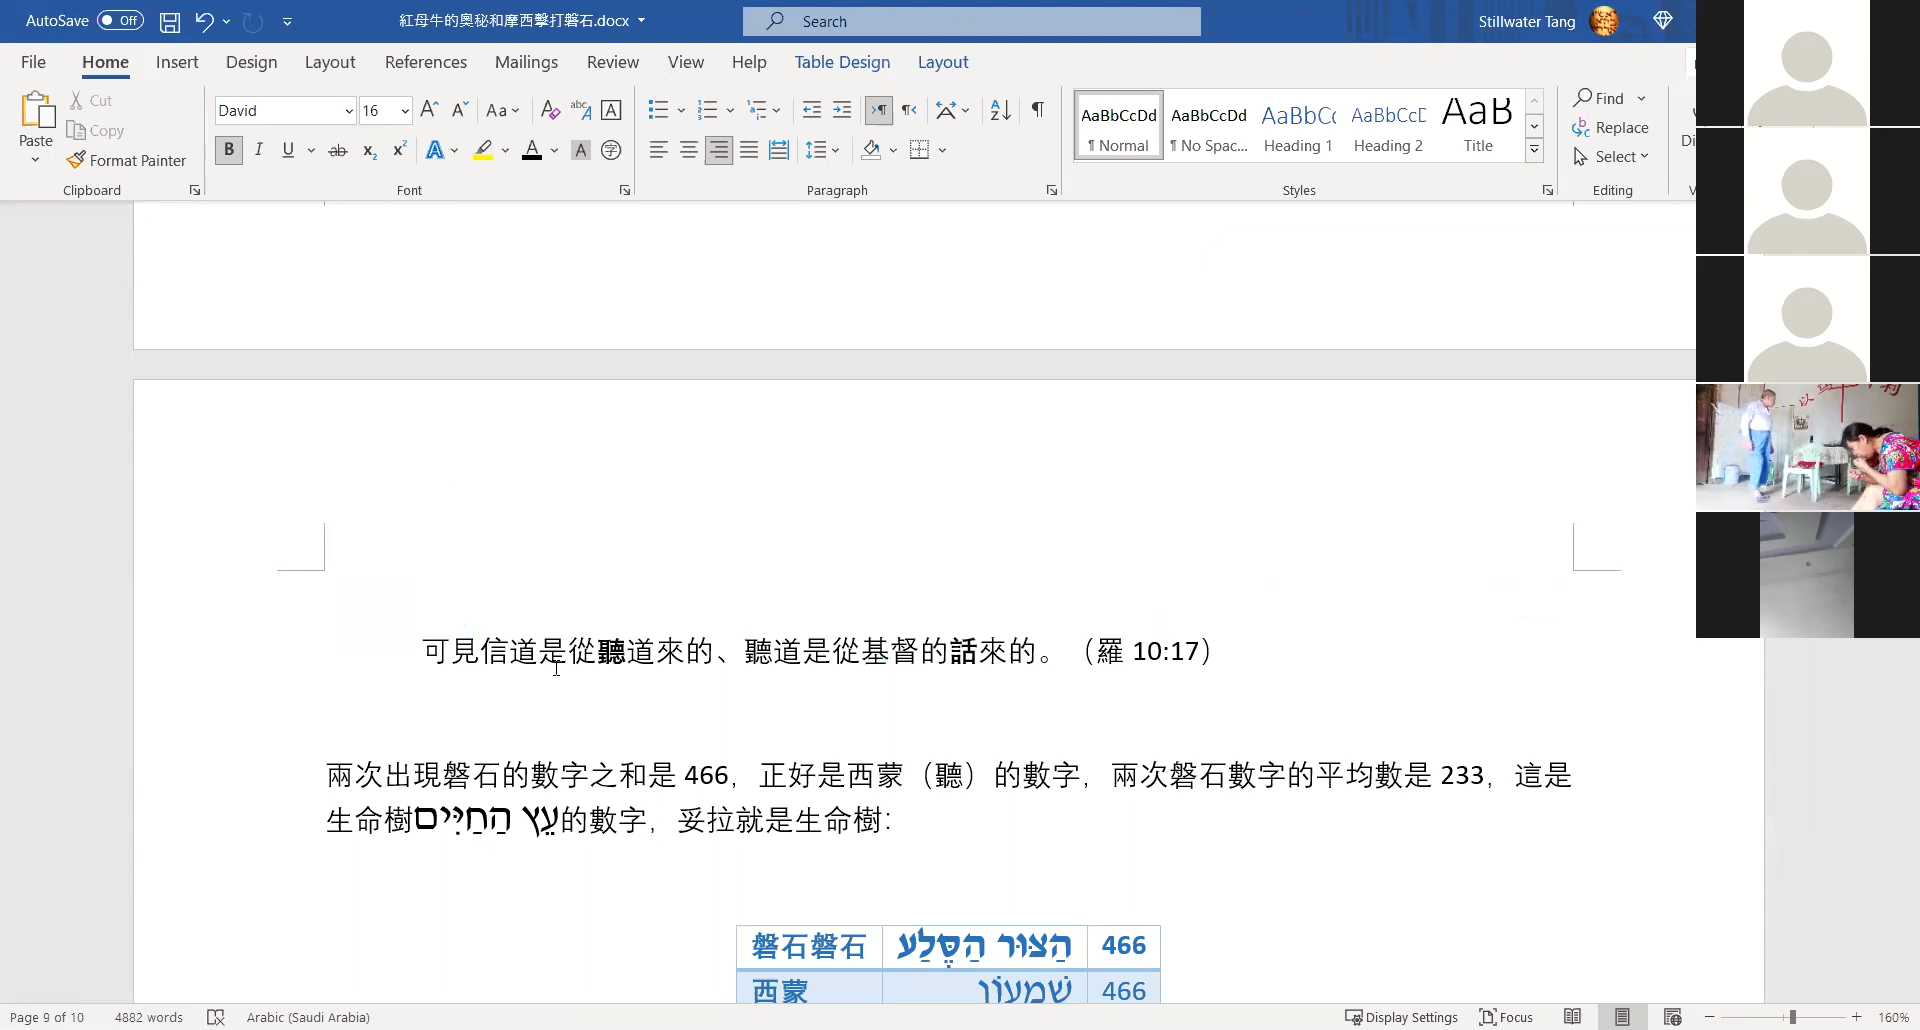 AutoSave Off 紅母牛的奧秘和摩西擊打磐石.docx Search Stillwater Tang
File Home Insert Design Layout References Mailings Review View Help Table Design Layout
Paste Cut Copy Format Painter Clipboard
David 16 Aa Font
Paragraph
AaBbCcDd AaBbCcDd AaBbCc AaBbCcD AaB
¶ Normal ¶ No Spac... Heading 1 Heading 2 Title
Styles
Find Replace Select Editing
可見信道是從聽道來的、聽道是從基督的話來的。（羅 10:17）
兩次出現磐石的數字之和是 466，正好是西蒙（聽）的數字，兩次磐石數字的平均數是 233，這是
生命樹עֵץ הַחַיִּים的數字，妥拉就是生命樹：
磐石磐石 הַצּוּר הַסֶּלַע 466
西蒙 שִׁמְעוֹן 466
Page 9 of 10 4882 words Arabic (Saudi Arabia) Display Settings Focus 160%